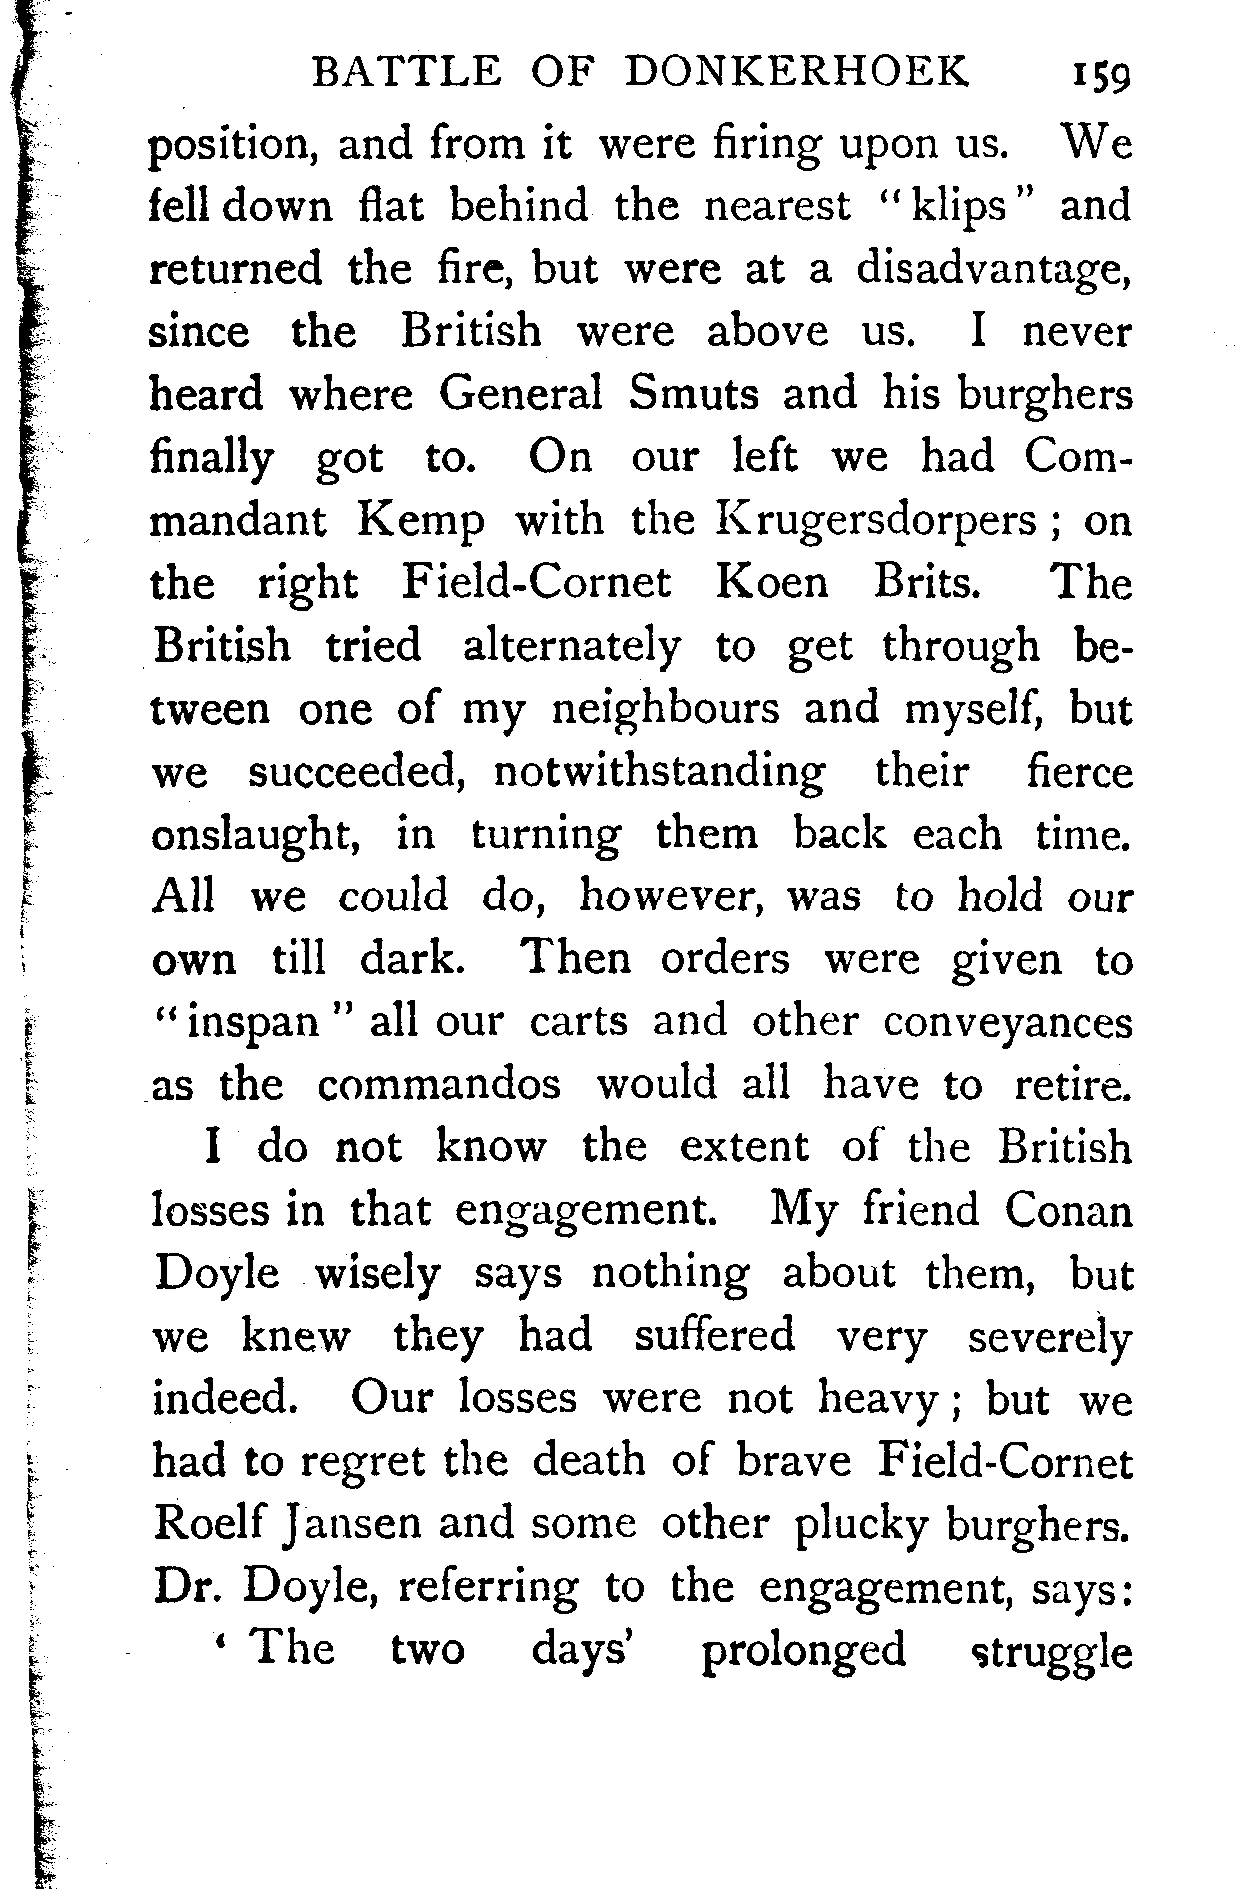 BATTLE OF DONKERHOEK 159
position, and from it were firing upon us. We
fell down flat behind the nearest “ klips ” and
returned the fire, but were at a disadvantage,
since the British were above us. I never
heard where General Smuts and his burghers
finally got to. On our left we had Com-
mandant Kemp with the Krugersdorpers ; on
the right Field-Cornet Koen Brits. The
British tried alternately to get through be-
tween one of my neighbours and myself, but
we succeeded, notwithstanding their fierce
onslaught, in turning them back each time.
All we could do, however, was to hold our
own till dark. Then orders were given to
“ inspan ” all our carts and other conveyances
as the commandos would all have to retire.
I do not know the extent of the British
losses in that engagement. My friend Conan
Doyle wisely says nothing about them, but
we knew they had suffered very severely
indeed. Our losses were not heavy ; but we
had to regret the death of brave Field-Cornet
Roelf Jansen and some other plucky burghers.
Dr. Doyle, referring to the engagement, says:
‘ The two days’ prolonged struggle